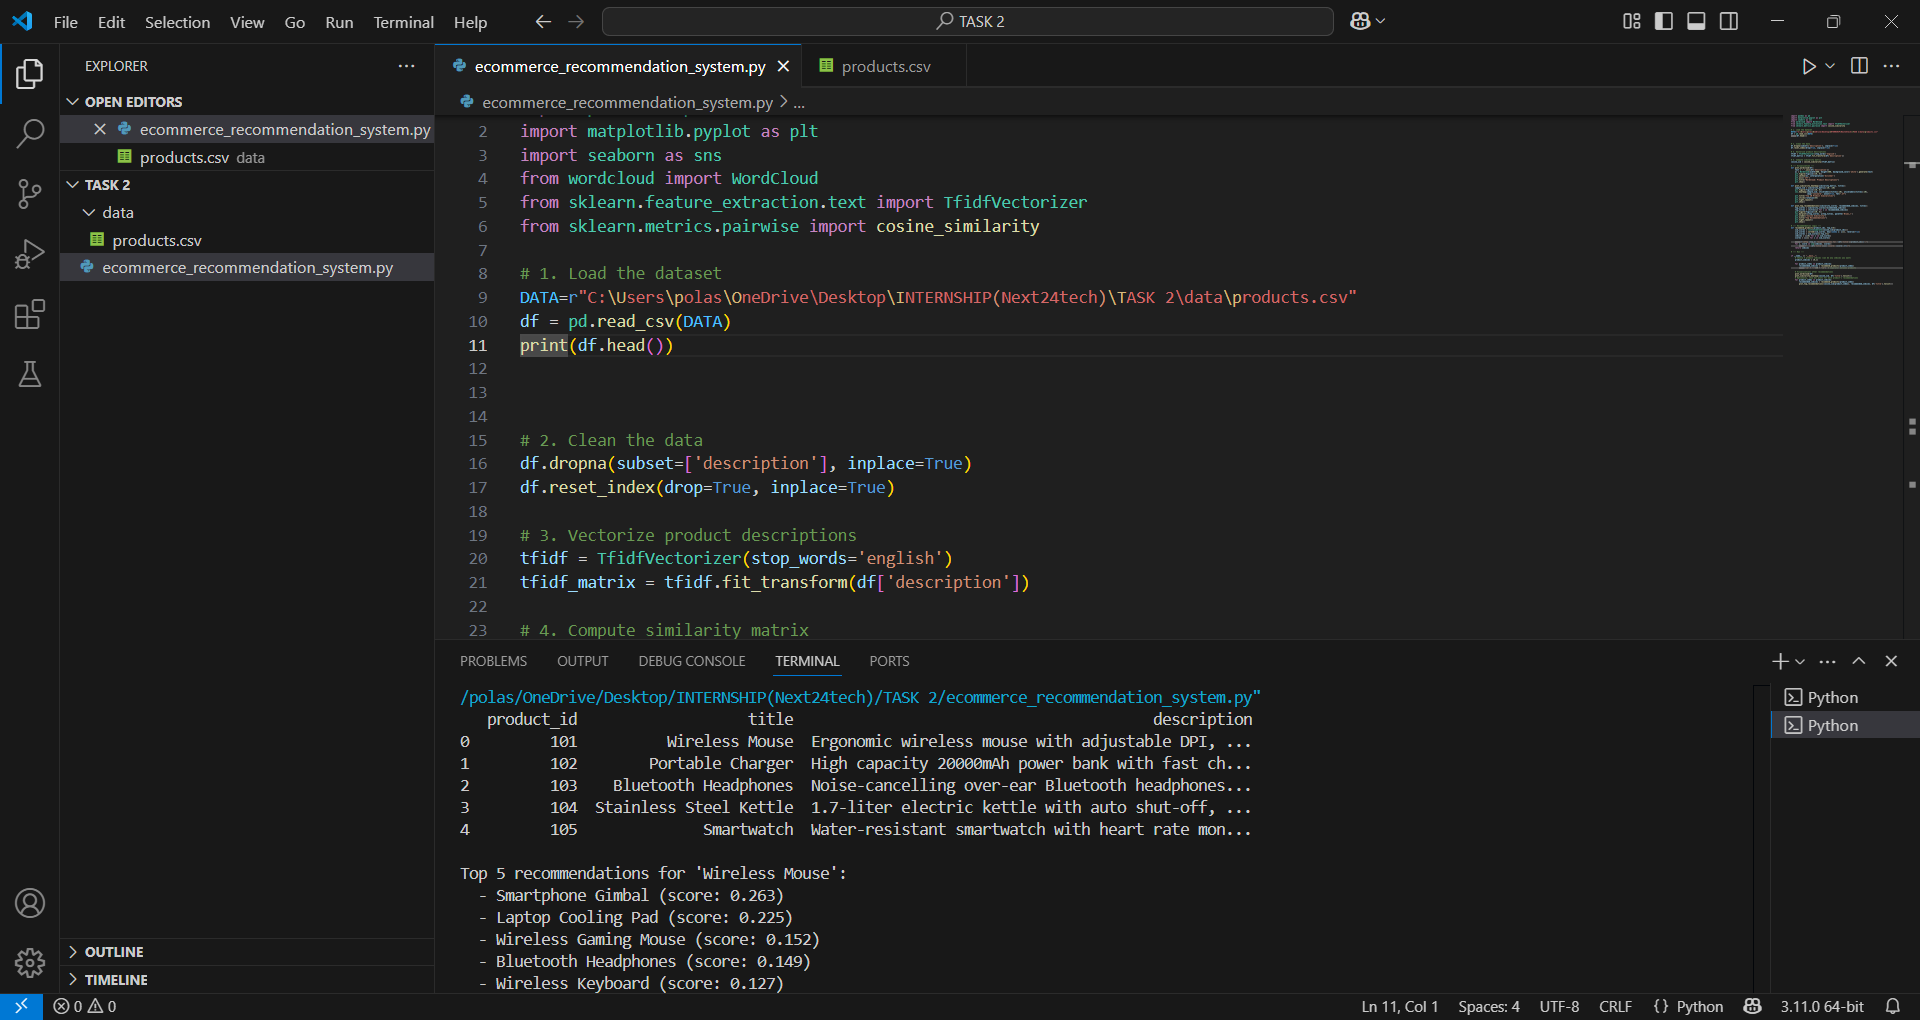 File Edit Selection View Go Run Terminal Help
TASK 2
EXPLORER
OPEN EDITORS
ecommerce_recommendation_system.py
products.csv data
TASK 2
data
products.csv
ecommerce_recommendation_system.py
OUTLINE
TIMELINE
ecommerce_recommendation_system.py products.csv
ecommerce_recommendation_system.py > ...
2 import matplotlib.pyplot as plt
3 import seaborn as sns
4 from wordcloud import WordCloud
5 from sklearn.feature_extraction.text import TfidfVectorizer
6 from sklearn.metrics.pairwise import cosine_similarity
7
8 # 1. Load the dataset
9 DATA=r"C:\Users\polas\OneDrive\Desktop\INTERNSHIP(Next24tech)\TASK 2\data\products.csv"
10 df = pd.read_csv(DATA)
11 print(df.head())
12
13
14
15 # 2. Clean the data
16 df.dropna(subset=['description'], inplace=True)
17 df.reset_index(drop=True, inplace=True)
18
19 # 3. Vectorize product descriptions
20 tfidf = TfidfVectorizer(stop_words='english')
21 tfidf_matrix = tfidf.fit_transform(df['description'])
22
23 # 4. Compute similarity matrix
PROBLEMS OUTPUT DEBUG CONSOLE TERMINAL PORTS
/polas/OneDrive/Desktop/INTERNSHIP(Next24tech)/TASK 2/ecommerce_recommendation_system.py"
product_id title description
0 101 Wireless Mouse Ergonomic wireless mouse with adjustable DPI, ...
1 102 Portable Charger High capacity 20000mAh power bank with fast ch...
2 103 Bluetooth Headphones Noise-cancelling over-ear Bluetooth headphones...
3 104 Stainless Steel Kettle 1.7-liter electric kettle with auto shut-off, ...
4 105 Smartwatch Water-resistant smartwatch with heart rate mon...
Top 5 recommendations for 'Wireless Mouse':
- Smartphone Gimbal (score: 0.263)
- Laptop Cooling Pad (score: 0.225)
- Wireless Gaming Mouse (score: 0.152)
- Bluetooth Headphones (score: 0.149)
- Wireless Keyboard (score: 0.127)
Python
Python
0 0
Ln 11, Col 1 Spaces: 4 UTF-8 CRLF {} Python 3.11.0 64-bit